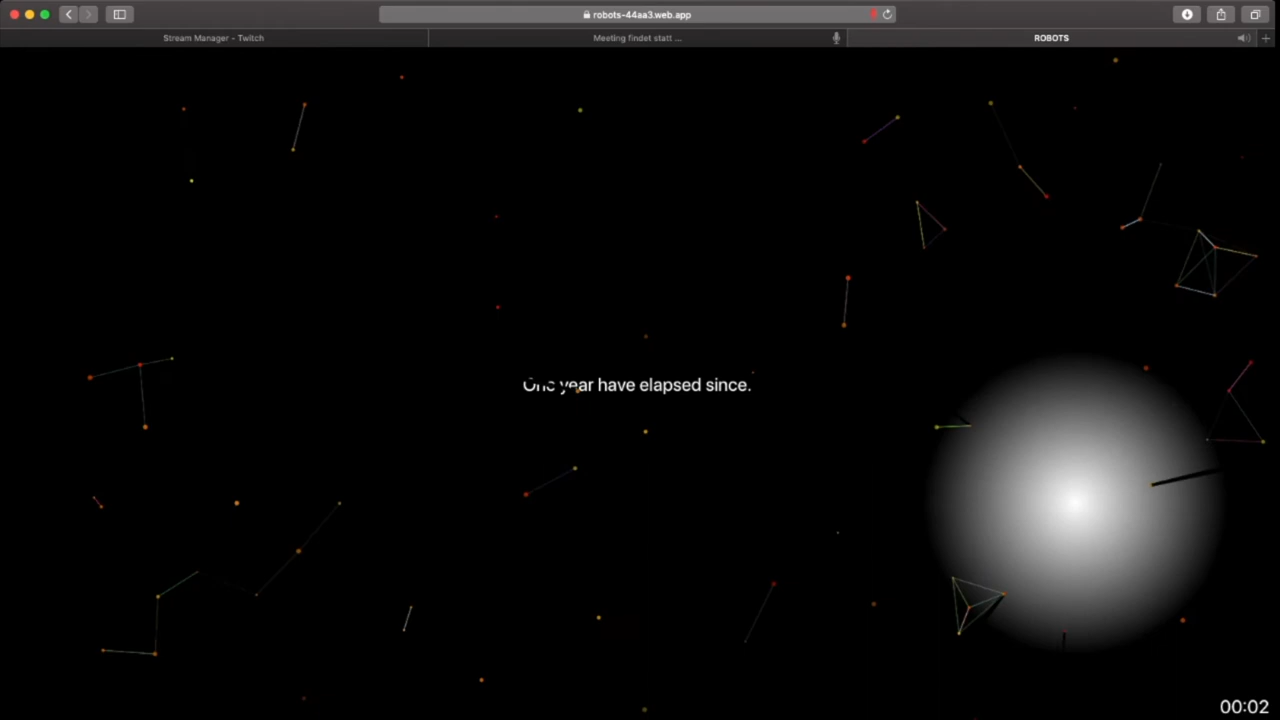 robots-44aa3.web.app
Stream Manager - Twitch
Meeting findet statt ...
ROBOTS
One year have elapsed since.
00:02